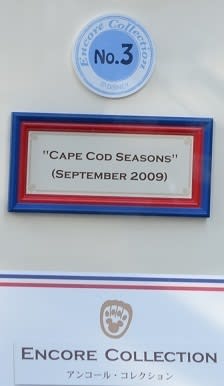 Encore Collection
No.3
©DISNEY
"CAPE COD SEASONS"
(SEPTEMBER 2009)
ENCORE COLLECTION
アンコール・コレクション